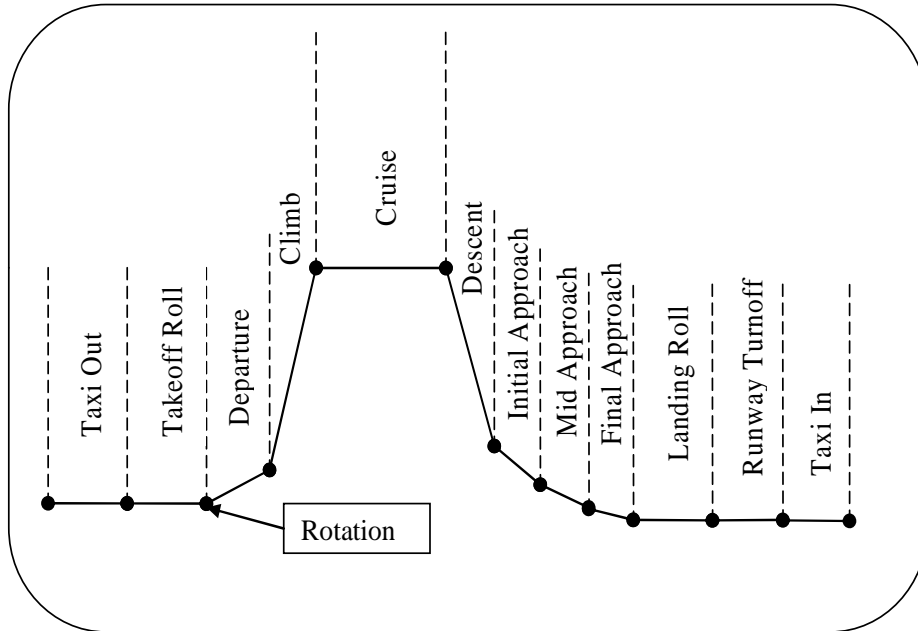 Taxi Out
Takeoff Roll
Departure
Climb
Cruise
Descent
Initial Approach
Mid Approach
Final Approach
Landing Roll
Runway Turnoff
Taxi In
Rotation